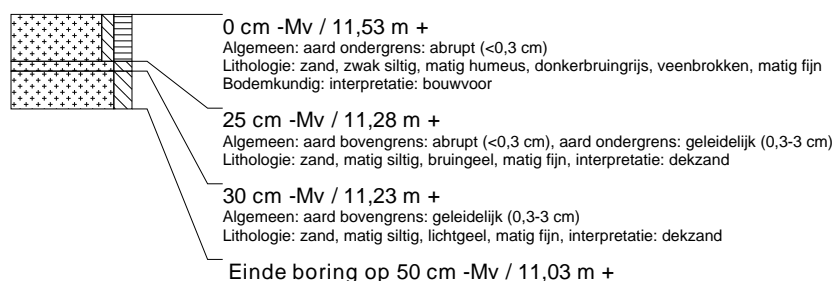 0 cm -Mv / 11,53 m +
Algemeen: aard ondergrens: abrupt (<0,3 cm)
Lithologie: zand, zwak siltig, matig humeus, donkerbruingrijs, veenbrokken, matig fijn
Bodemkundig: interpretatie: bouwvoor
25 cm -Mv / 11,28 m +
Algemeen: aard bovengrens: abrupt (<0,3 cm), aard ondergrens: geleidelijk (0,3-3 cm)
Lithologie: zand, matig siltig, bruingeel, matig fijn, interpretatie: dekzand
30 cm -Mv / 11,23 m +
Algemeen: aard bovengrens: geleidelijk (0,3-3 cm)
Lithologie: zand, matig siltig, lichtgeel, matig fijn, interpretatie: dekzand
Einde boring op 50 cm -Mv / 11,03 m +